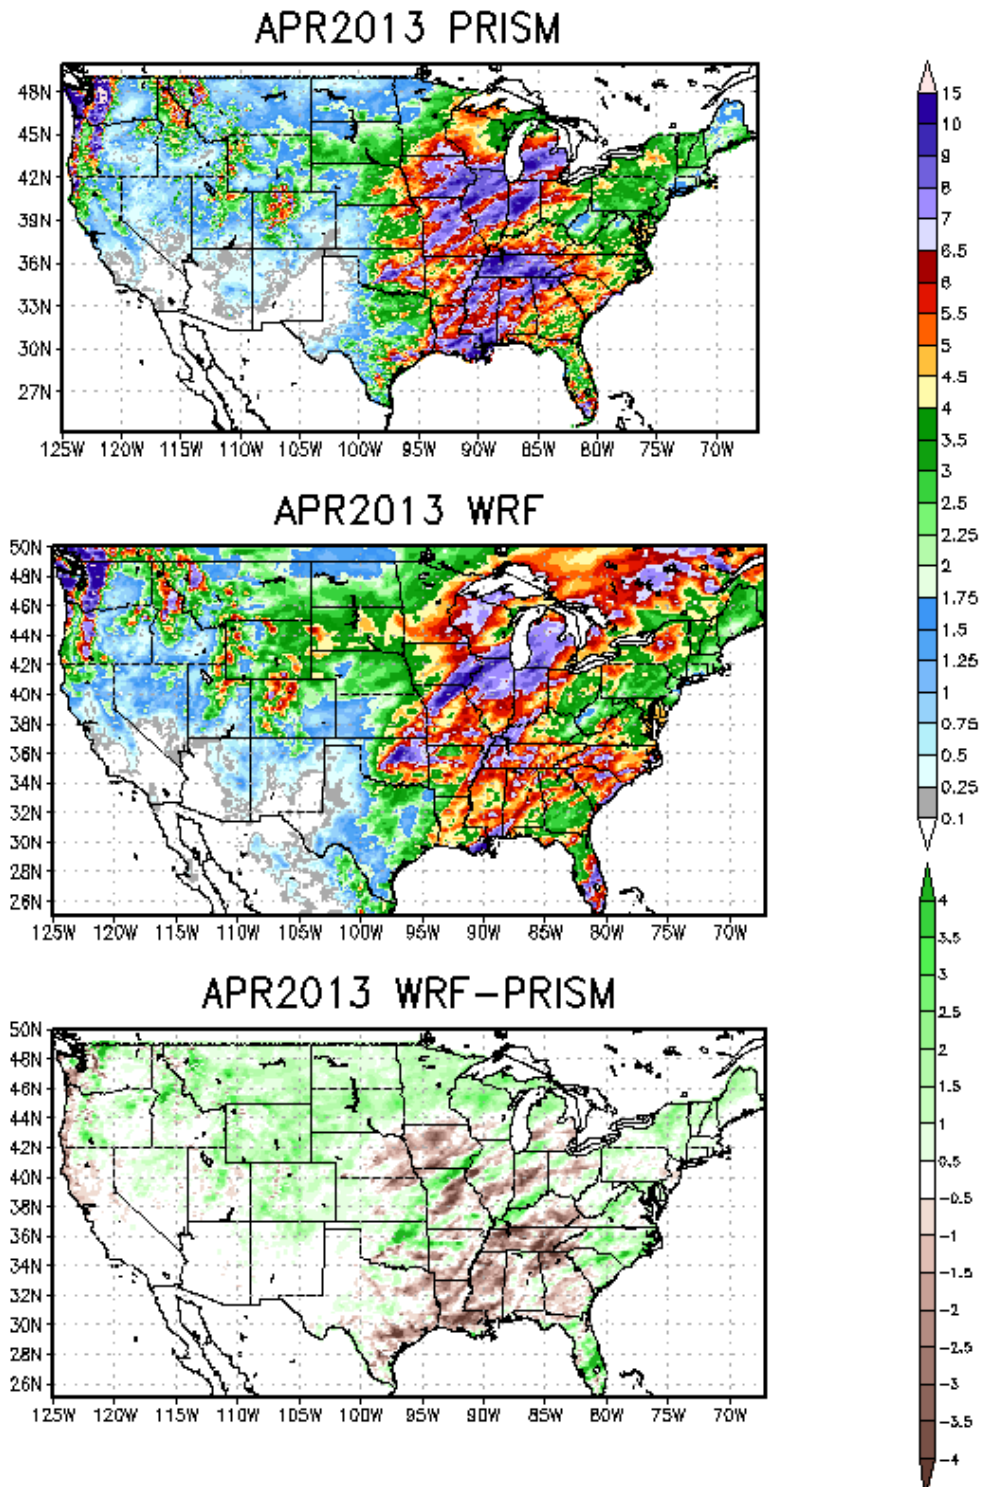 APR2013 PRISM
48N
45N
42N
39N
36N
33N
30N
27N
125W 120W 115W 110W 105W 100W 95W 90W 85W 80W 75W 70W
APR2013 WRF
50N
48N
46N
44N
42N
40N
38N
36N
34N
32N
30N
28N
26N
125W 120W 115W 110W 105W 100W 95W 90W 85W 80W 75W 70W
APR2013 WRF-PRISM
50N
48N
46N
44N
42N
40N
38N
36N
34N
32N
30N
28N
26N
125W 120W 115W 110W 105W 100W 95W 90W 85W 80W 75W 70W
15
10
9
8
7
6.5
6
5.5
5
4.5
4
3.5
3
2.5
2.25
2
1.75
1.5
1.25
1
0.75
0.5
0.25
0.1
4
3.5
3
2.5
2
1.5
1
0.5
-0.5
-1
-1.5
-2
-2.5
-3
-3.5
-4